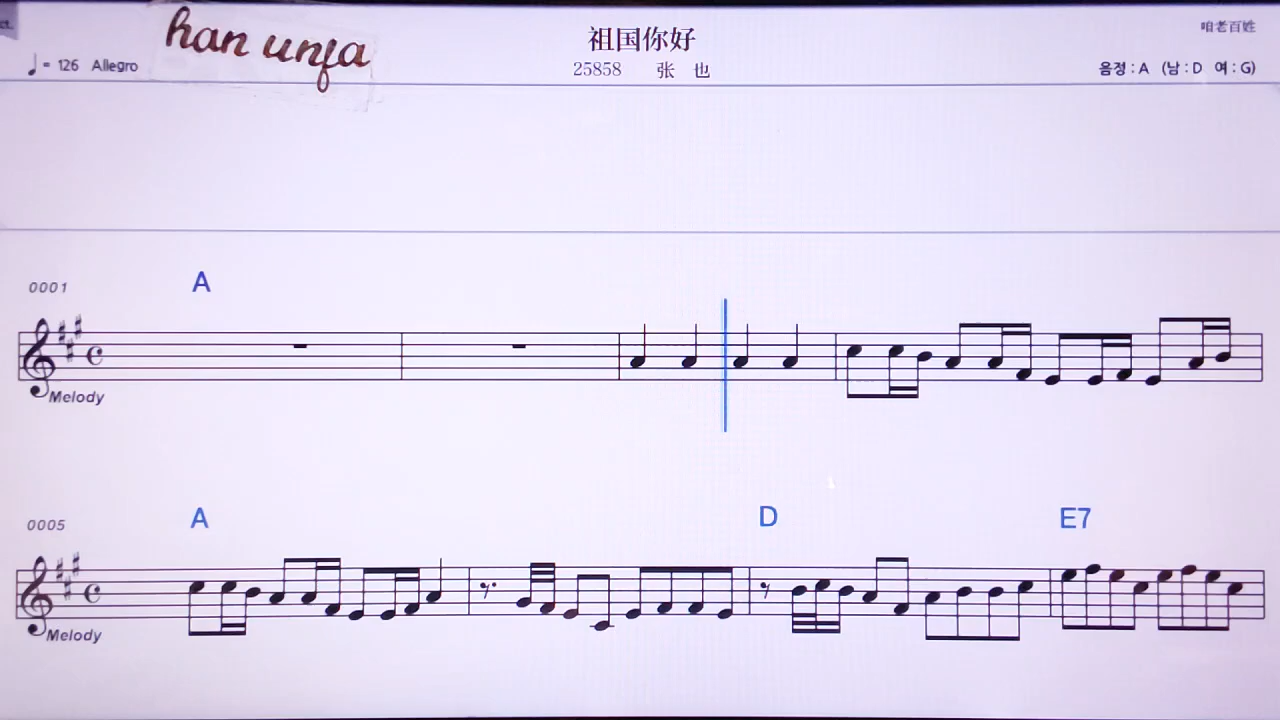 ct.
han unfa
祖国你好
咱老百姓
♩= 126 Allegro
25858 张 也
음정 : A (남 : D 여 : G)
0001
A
Melody
0005
A D E7
Melody